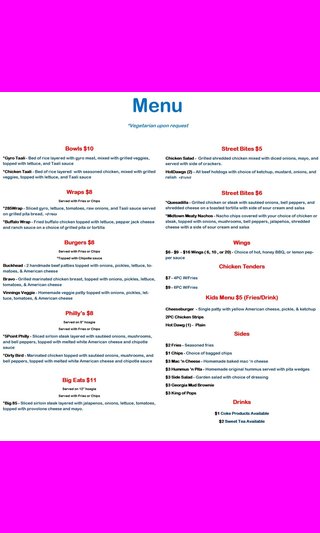 Menu
*Vegetarian upon request
Bowls $10
*Gyro Taali - Bed of rice layered with gyro meat, mixed with grilled
veggies, topped with lettuce, and Taali sauce
*Chicken Taali - Bed of rice layered with seasoned chicken, mixed with grilled
veggies, topped with lettuce, and Taali sauce
Wraps $8
Served with Fries or Chips
*285Wrap - Sliced gyro, lettuce, tomatoes, raw onions, and Taali sauce served
on grilled pita bread,
*Buffalo Wrap - Fried buffalo chicken topped with lettuce, pepper jack cheese
and ranch sauce on a choice of grilled pita or tortilla
Burgers $8
Served with Fries or Chips
*Topped with Chipotle sauce
Buckhead - 2 handmade beef patties topped with onions, pickles, lettuce, to-
matoes, & American cheese
Bravo - Grilled marinated chicken breast, topped with onions, pickles, lettuce,
tomatoes, & American cheese
Vinnings Veggie - Homemade veggie patty topped with onions, pickles, let-
tuce, tomatoes, & American cheese
Philly's $8
Served on 8" hoagie
Served with Fries or Chips
*5Point Philly - Sliced sirloin steak layered with sautéed onions, mushrooms,
and bell peppers, topped with melted white American cheese and chipotle
sauce
*Dirty Bird - Marinated chicken topped with sautéed onions, mushrooms, and
bell peppers, topped with melted white American cheese and chipotle sauce
Big Eats $11
Served on 12" hoagie
Served with Fries or Chips
*Big 85 - Sliced sirloin steak layered with jalapenos, onions, lettuce, tomatoes,
topped with provolone cheese and mayo.
Street Bites $5
Chicken Salad - Grilled shredded chicken mixed with diced onions, mayo, and
served with side of crackers.
HotDawgs (2) - All beef hotdogs with choice of ketchup, mustard, onions, and
relish
Street Bites $6
*Quesadilla - Grilled chicken or steak with sautéed onions, bell peppers, and
shredded cheese on a toasted tortilla with side of sour cream and salsa
*Midtown Meaty Nachos - Nacho chips covered with your choice of chicken or
steak, topped with onions, mushrooms, bell peppers, jalapenos, shredded
cheese with a side of sour cream and salsa
Wings
$6 - $9 - $16 Wings ( 6, 10 , or 20) - Choice of hot, honey BBQ, or lemon pep-
per sauce
Chicken Tenders
$7 - 4PC W/Fries
$9 - 6PC W/Fries
Kids Menu $5 (Fries/Drink)
Cheeseburger - Single patty with yellow American cheese, pickle, & ketchup
2PC Chicken Strips
Hot Dawg (1) - Plain
Sides
$2 Fries - Seasoned fries
$1 Chips - Choice of bagged chips
$3 Mac 'N Cheese - Homemade baked mac 'n cheese
$3 Hummus 'n Pita - Homemade original hummus served with pita wedges
$3 Side Salad - Garden salad with choice of dressing
$3 Georgia Mud Brownie
$3 King of Pops
Drinks
$1 Coke Products Available
$2 Sweet Tea Available